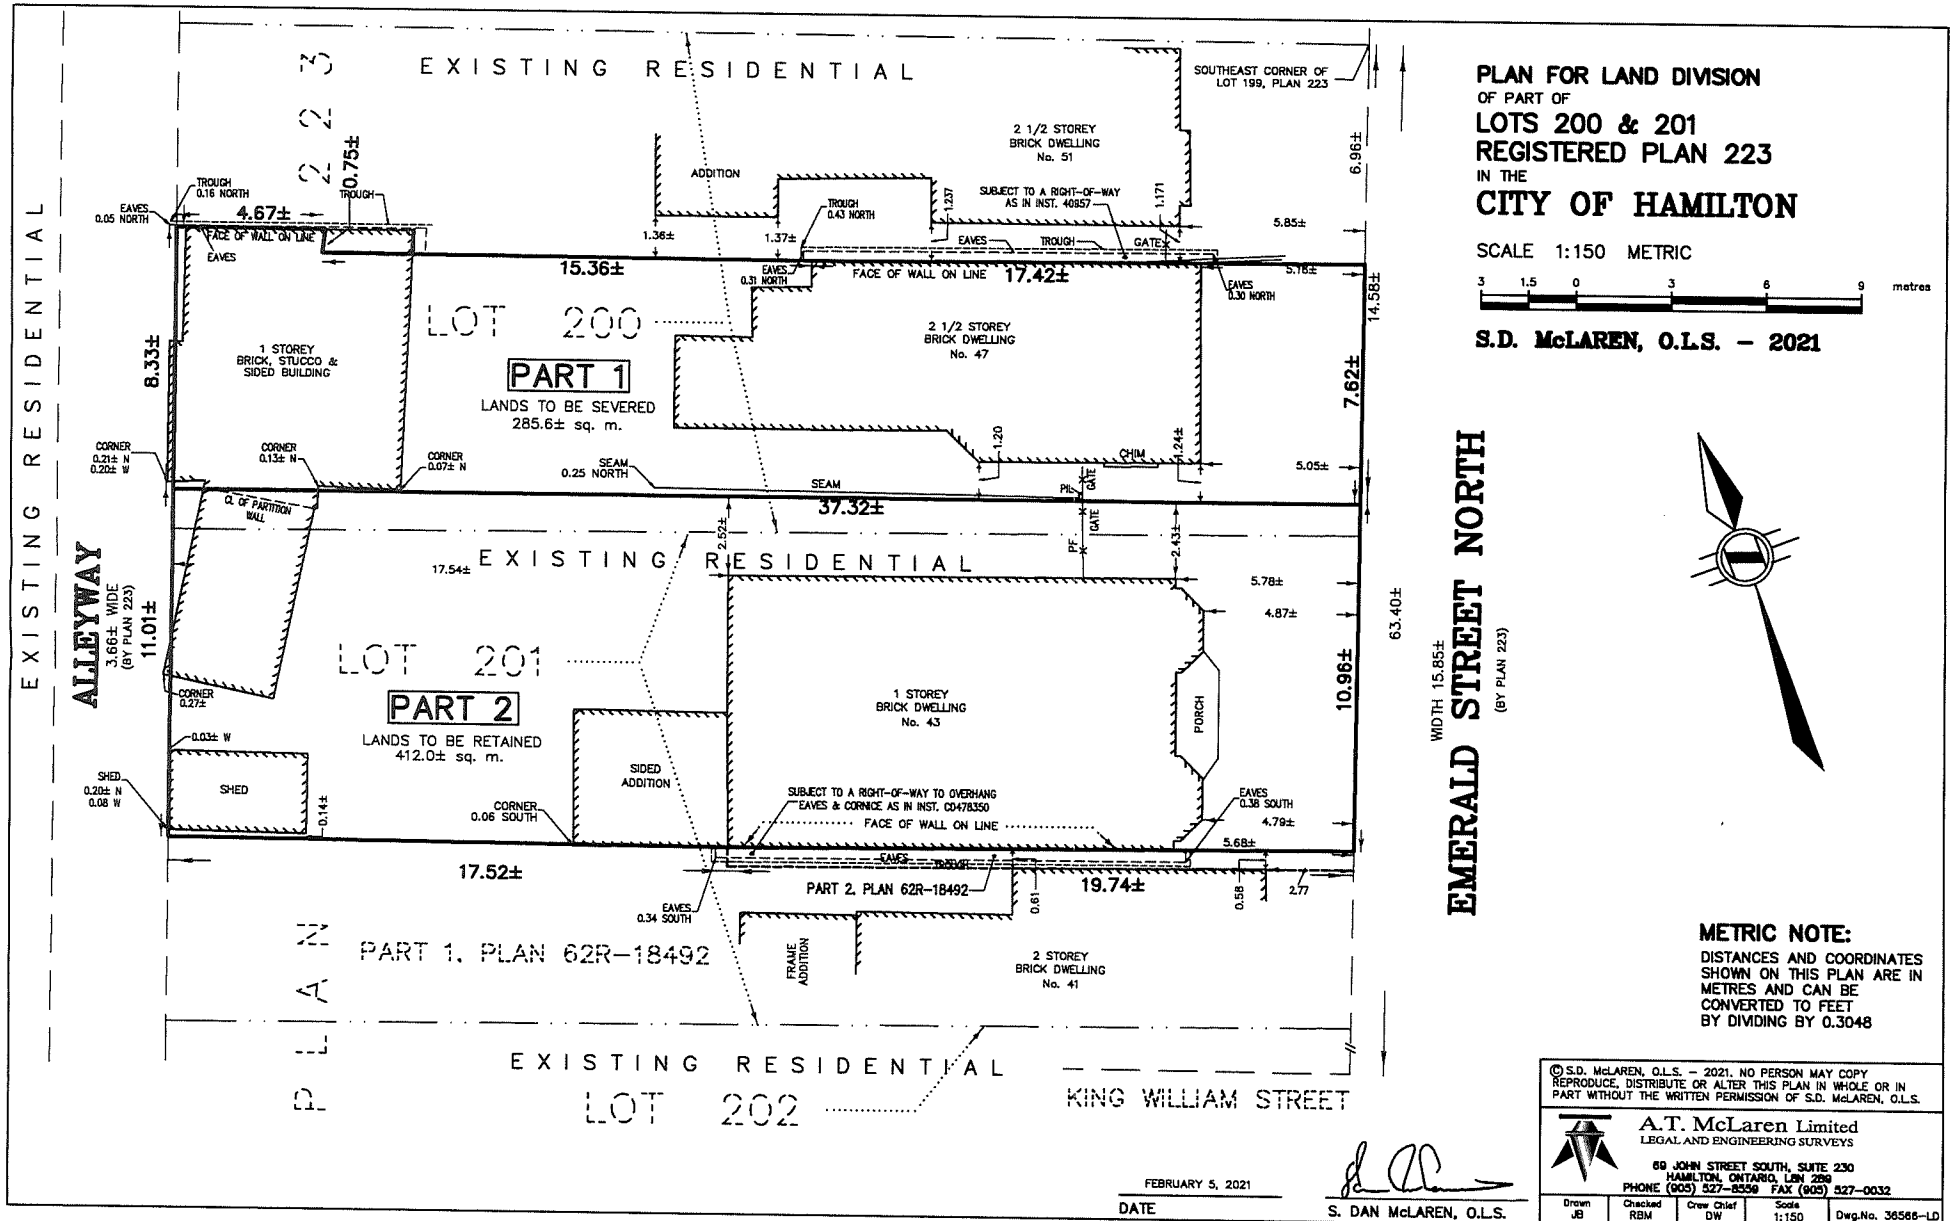 EXISTING RESIDENTIAL
2 2 3
0.75±
SOUTHEAST CORNER OF
LOT 199, PLAN 223
2 1/2 STOREY
BRICK DWELLING
No. 51
6.96±
ADDITION
TROUGH
0.16 NORTH
TROUGH
EAVES
0.05 NORTH
4.67±
FACE OF WALL ON LINE
EAVES
1.237
SUBJECT TO A RIGHT-OF-WAY
AS IN INST. 40957
1.171
TROUGH
0.43 NORTH
5.85±
1.36±
1.37±
EAVES
TROUGH
GATE
15.36±
EAVES
0.31 NORTH
FACE OF WALL ON LINE
17.42±
5.16±
EAVES
0.30 NORTH
14.58±
LOT 200
8.33±
1 STOREY
BRICK, STUCCO &
SIDED BUILDING
2 1/2 STOREY
BRICK DWELLING
No. 47
PART 1
LANDS TO BE SEVERED
285.6± sq. m.
7.62±
CORNER
0.21± N
0.20± W
CORNER
0.13± N
CORNER
0.07± N
SEAM
0.25 NORTH
1.20
1.24±
CHIM
5.05±
SEAM
PIL
GATE
37.32±
CL OF PARTITION
WALL
EXISTING RESIDENTIAL
ALLEYWAY
3.66± WIDE
(BY PLAN 223)
11.01±
2.52±
PF
GATE
2.43±
EXISTING RESIDENTIAL
17.54±
5.78±
4.87±
63.40±
LOT 201
PART 2
LANDS TO BE RETAINED
412.0± sq. m.
1 STOREY
BRICK DWELLING
No. 43
PORCH
10.96±
WIDTH 15.85±
EMERALD STREET NORTH
(BY PLAN 223)
CORNER
0.27±
0.03± W
SHED
0.20± N
0.08 W
SHED
0.14±
SIDED
ADDITION
CORNER
0.06 SOUTH
SUBJECT TO A RIGHT-OF-WAY TO OVERHANG
EAVES & CORNICE AS IN INST. CD478350
FACE OF WALL ON LINE
EAVES
0.38 SOUTH
4.79±
5.68±
EAVES
TROUGH
17.52±
PART 2, PLAN 62R-18492
0.61
19.74±
0.58
2.77
EAVES
0.34 SOUTH
PART 1, PLAN 62R-18492
FRAME
ADDITION
2 STOREY
BRICK DWELLING
No. 41
PLAN
EXISTING RESIDENTIAL
LOT 202
KING WILLIAM STREET
PLAN FOR LAND DIVISION
OF PART OF
LOTS 200 & 201
REGISTERED PLAN 223
IN THE
CITY OF HAMILTON
SCALE 1:150 METRIC
3 1.5 0 3 6 9 metres
S.D. McLAREN, O.L.S. - 2021
METRIC NOTE:
DISTANCES AND COORDINATES
SHOWN ON THIS PLAN ARE IN
METRES AND CAN BE
CONVERTED TO FEET
BY DIVIDING BY 0.3048
© S.D. McLAREN, O.L.S. - 2021. NO PERSON MAY COPY
REPRODUCE, DISTRIBUTE OR ALTER THIS PLAN IN WHOLE OR IN
PART WITHOUT THE WRITTEN PERMISSION OF S.D. McLAREN, O.L.S.
A.T. McLaren Limited
LEGAL AND ENGINEERING SURVEYS
69 JOHN STREET SOUTH, SUITE 230
HAMILTON, ONTARIO, L8N 2B9
PHONE (905) 527-8559 FAX (905) 527-0032
Drawn
JB
Checked
RBM
Crew Chief
DW
Scale
1:150
Dwg.No. 36566-LD
FEBRUARY 5, 2021
DATE
S. DAN McLAREN, O.L.S.